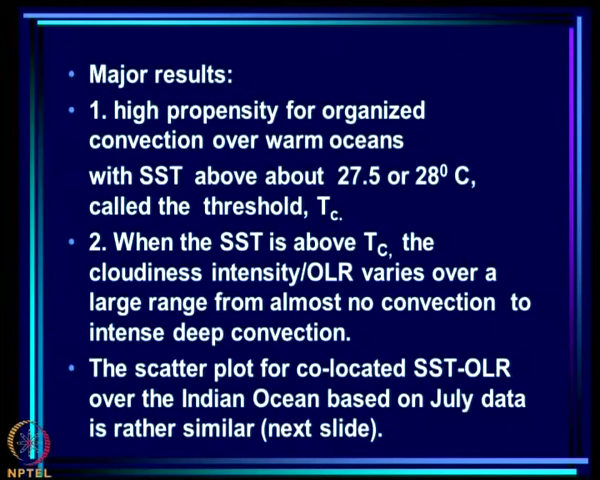 • Major results:
• 1. high propensity for organized
convection over warm oceans
with SST above about 27.5 or 28⁰ C,
called the threshold, Tc.
• 2. When the SST is above TC, the
cloudiness intensity/OLR varies over a
large range from almost no convection to
intense deep convection.
• The scatter plot for co-located SST-OLR
over the Indian Ocean based on July data
is rather similar (next slide).
NPTEL